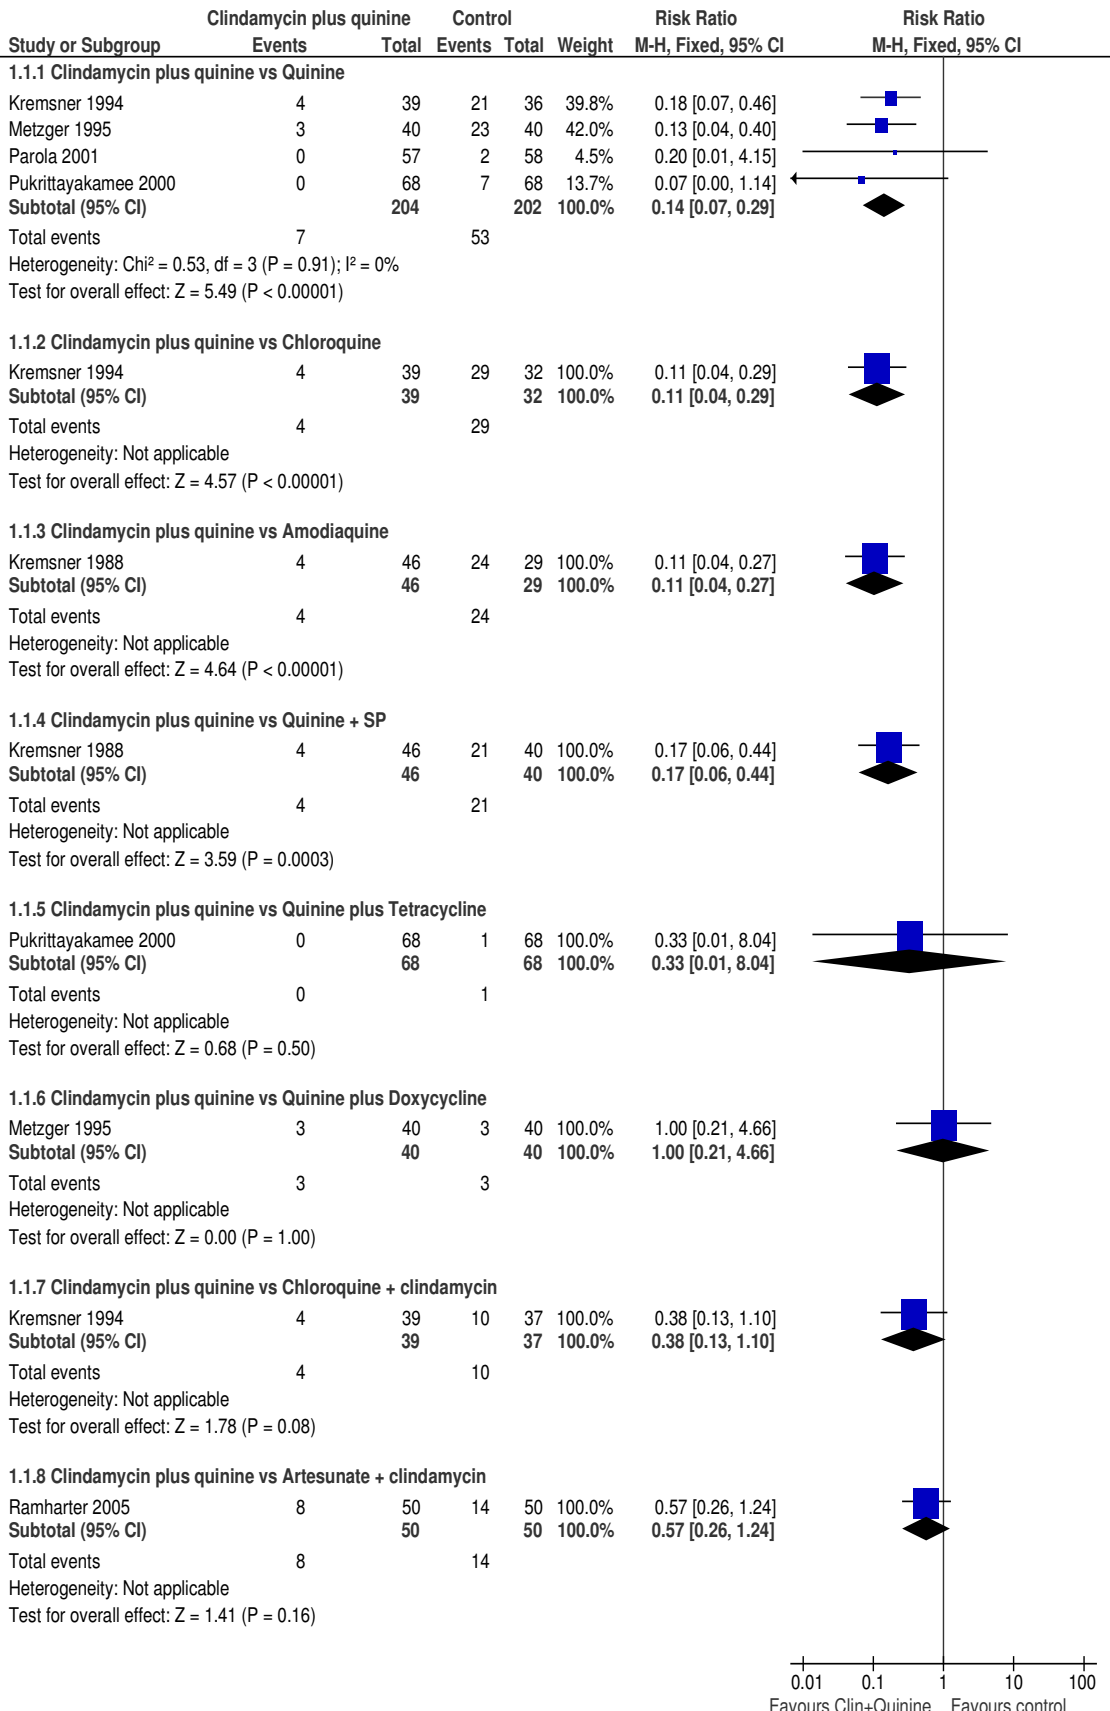 Clindamycin plus quinine Control Risk Ratio Risk Ratio
Study or Subgroup Events Total Events Total Weight M-H, Fixed, 95% CI M-H, Fixed, 95% CI
1.1.1 Clindamycin plus quinine vs Quinine
Kremsner 1994 4 39 21 36 39.8% 0.18 [0.07, 0.46]
Metzger 1995 3 40 23 40 42.0% 0.13 [0.04, 0.40]
Parola 2001 0 57 2 58 4.5% 0.20 [0.01, 4.15]
Pukrittayakamee 2000 0 68 7 68 13.7% 0.07 [0.00, 1.14]
Subtotal (95% CI) 204 202 100.0% 0.14 [0.07, 0.29]
Total events 7 53
Heterogeneity: Chi² = 0.53, df = 3 (P = 0.91); I² = 0%
Test for overall effect: Z = 5.49 (P < 0.00001)
1.1.2 Clindamycin plus quinine vs Chloroquine
Kremsner 1994 4 39 29 32 100.0% 0.11 [0.04, 0.29]
Subtotal (95% CI) 39 32 100.0% 0.11 [0.04, 0.29]
Total events 4 29
Heterogeneity: Not applicable
Test for overall effect: Z = 4.57 (P < 0.00001)
1.1.3 Clindamycin plus quinine vs Amodiaquine
Kremsner 1988 4 46 24 29 100.0% 0.11 [0.04, 0.27]
Subtotal (95% CI) 46 29 100.0% 0.11 [0.04, 0.27]
Total events 4 24
Heterogeneity: Not applicable
Test for overall effect: Z = 4.64 (P < 0.00001)
1.1.4 Clindamycin plus quinine vs Quinine + SP
Kremsner 1988 4 46 21 40 100.0% 0.17 [0.06, 0.44]
Subtotal (95% CI) 46 40 100.0% 0.17 [0.06, 0.44]
Total events 4 21
Heterogeneity: Not applicable
Test for overall effect: Z = 3.59 (P = 0.0003)
1.1.5 Clindamycin plus quinine vs Quinine plus Tetracycline
Pukrittayakamee 2000 0 68 1 68 100.0% 0.33 [0.01, 8.04]
Subtotal (95% CI) 68 68 100.0% 0.33 [0.01, 8.04]
Total events 0 1
Heterogeneity: Not applicable
Test for overall effect: Z = 0.68 (P = 0.50)
1.1.6 Clindamycin plus quinine vs Quinine plus Doxycycline
Metzger 1995 3 40 3 40 100.0% 1.00 [0.21, 4.66]
Subtotal (95% CI) 40 40 100.0% 1.00 [0.21, 4.66]
Total events 3 3
Heterogeneity: Not applicable
Test for overall effect: Z = 0.00 (P = 1.00)
1.1.7 Clindamycin plus quinine vs Chloroquine + clindamycin
Kremsner 1994 4 39 10 37 100.0% 0.38 [0.13, 1.10]
Subtotal (95% CI) 39 37 100.0% 0.38 [0.13, 1.10]
Total events 4 10
Heterogeneity: Not applicable
Test for overall effect: Z = 1.78 (P = 0.08)
1.1.8 Clindamycin plus quinine vs Artesunate + clindamycin
Ramharter 2005 8 50 14 50 100.0% 0.57 [0.26, 1.24]
Subtotal (95% CI) 50 50 100.0% 0.57 [0.26, 1.24]
Total events 8 14
Heterogeneity: Not applicable
Test for overall effect: Z = 1.41 (P = 0.16)
0.01 0.1 1 10 100
Favours Clin+Quinine Favours control